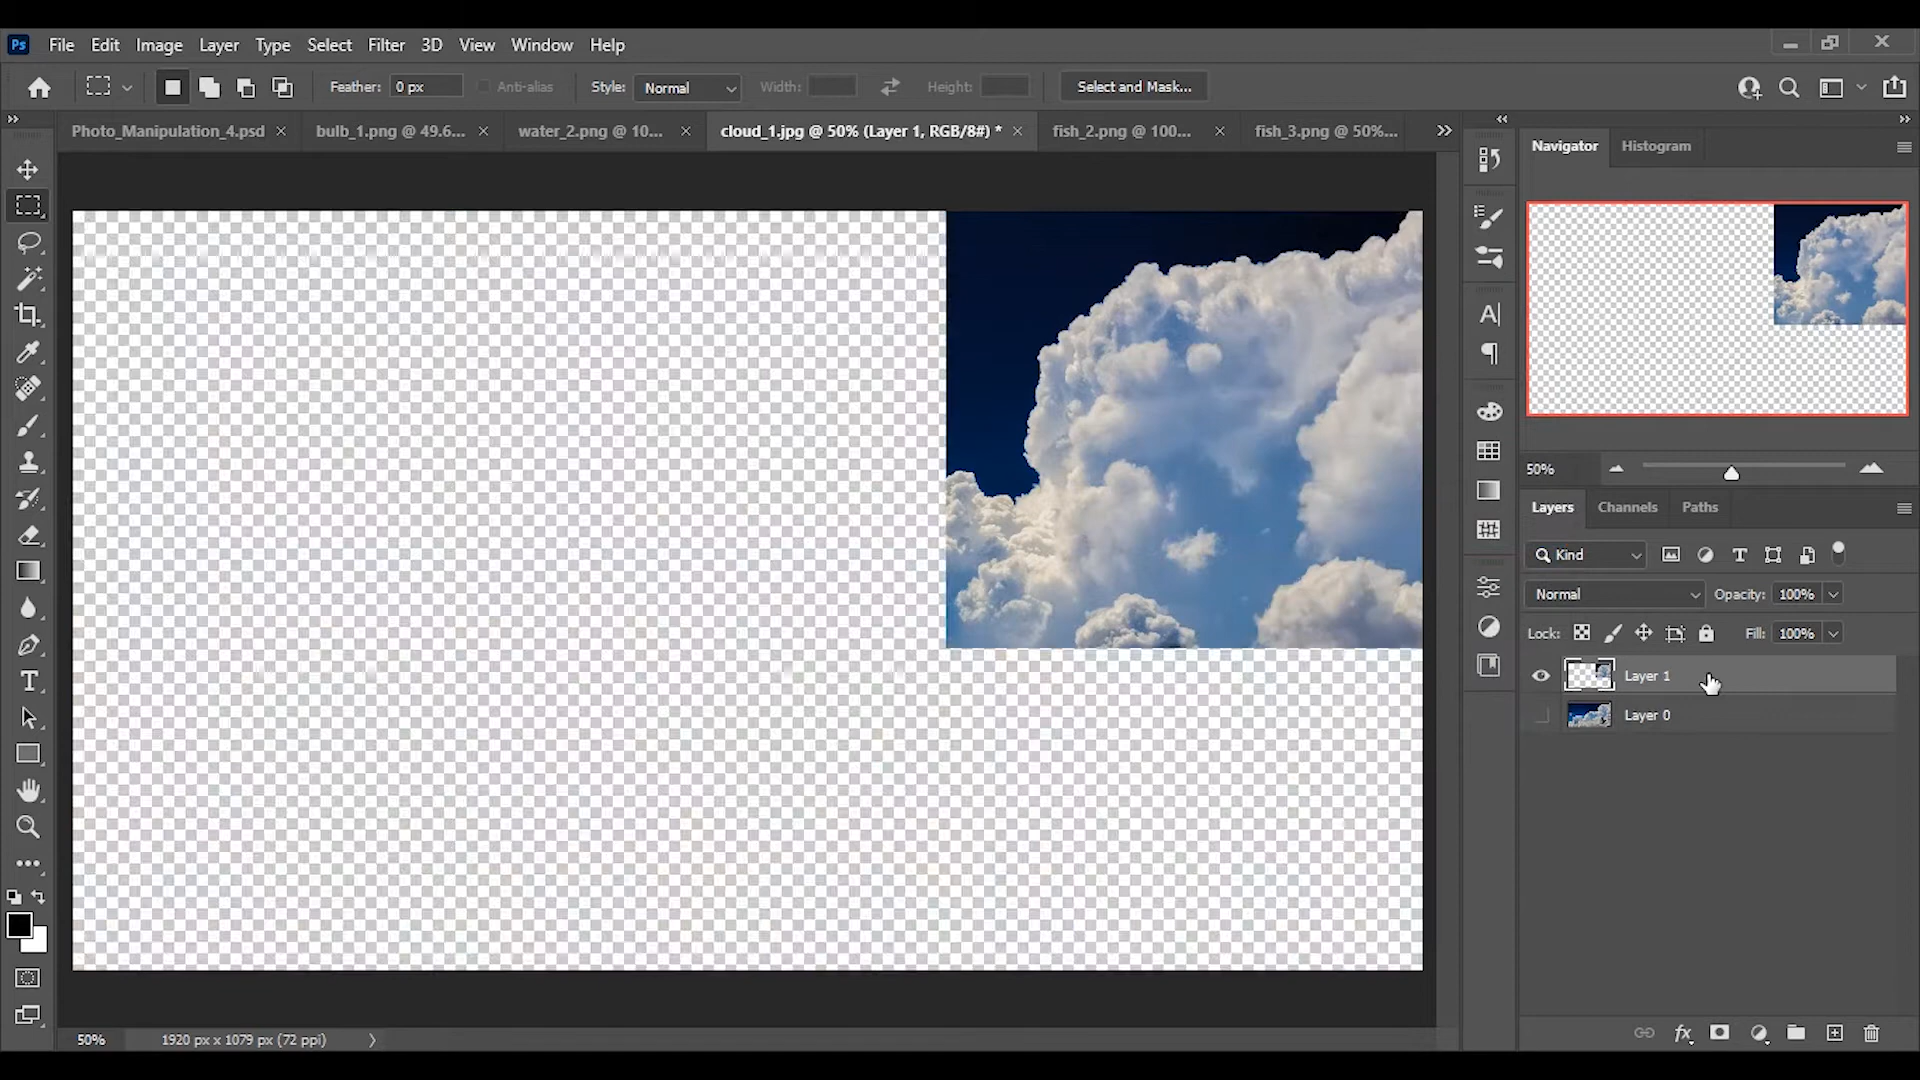 Ps File Edit Image Layer Type Select Filter 3D View Window Help
Feather: 0 px Anti-alias Style: Normal Width: Height: Select and Mask...
Photo_Manipulation_4.psd bulb_1.png @ 49.6... water_2.png @ 10... cloud_1.jpg @ 50% (Layer 1, RGB/8#) * fish_2.png @ 100... fish_3.png @ 50%...
Navigator Histogram
50%
Layers Channels Paths
Kind
Normal Opacity: 100%
Lock: Fill: 100%
Layer 1
Layer 0
50% 1920 px x 1079 px (72 ppi)